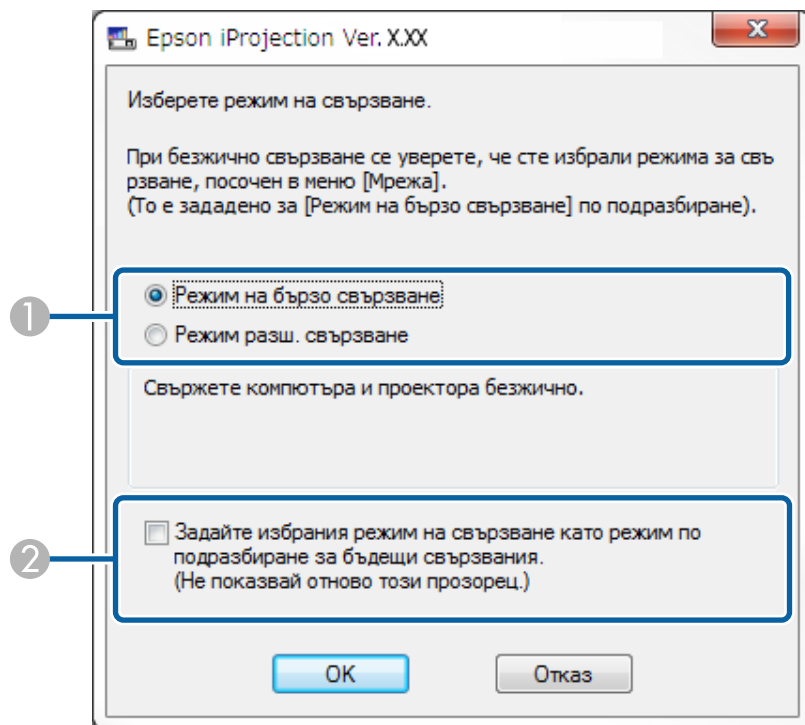 Epson iProjection Ver. X.XX
Изберете режим на свързване.
При безжично свързване се уверете, че сте избрали режима за свъ
рзване, посочен в меню [Мрежа].
(То е зададено за [Режим на бързо свързване] по подразбиране).
1
Режим на бързо свързване
Режим разш. свързване
Свържете компютъра и проектора безжично.
2
Задайте избрания режим на свързване като режим по
подразбиране за бъдещи свързвания.
(Не показвай отново този прозорец.)
OK
Отказ